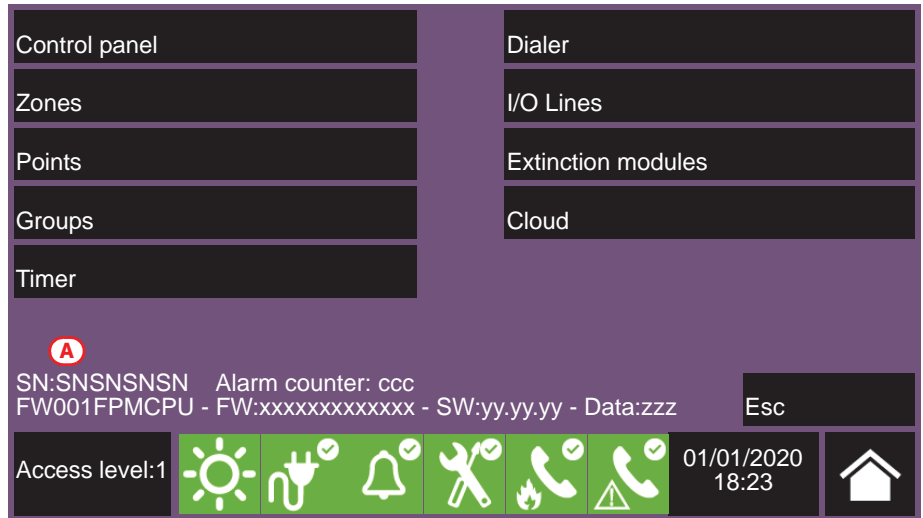 Control panel
Dialer
Zones
I/O Lines
Points
Extinction modules
Groups
Cloud
Timer
A
SN:SNSNSNSN Alarm counter: ccc
FW001FPMCPU - FW:xxxxxxxxxxxxx - SW:yy.yy.yy - Data:zzz
Esc
Access level:1
01/01/2020
18:23